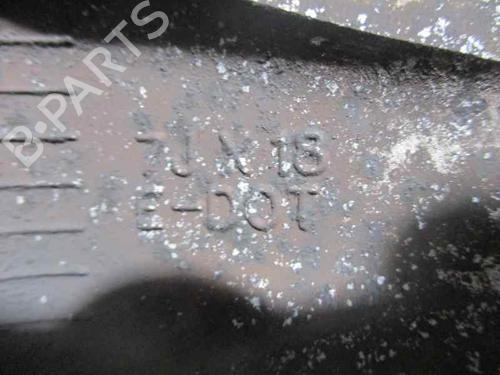 B-PARTS
7J X 18
E-DOT